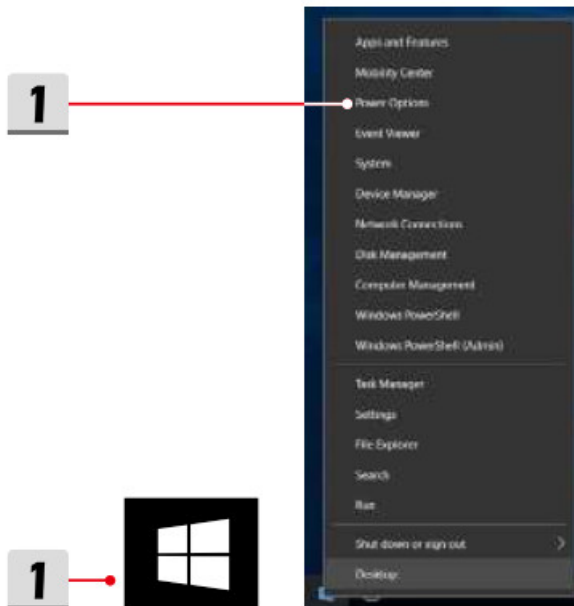 1
Apps and Features
Mobility Center
Power Options
Event Viewer
System
Device Manager
Network Connections
Disk Management
Computer Management
Windows PowerShell
Windows PowerShell (Admin)
Task Manager
Settings
File Explorer
Search
Run
Shut down or sign out
Desktop
1